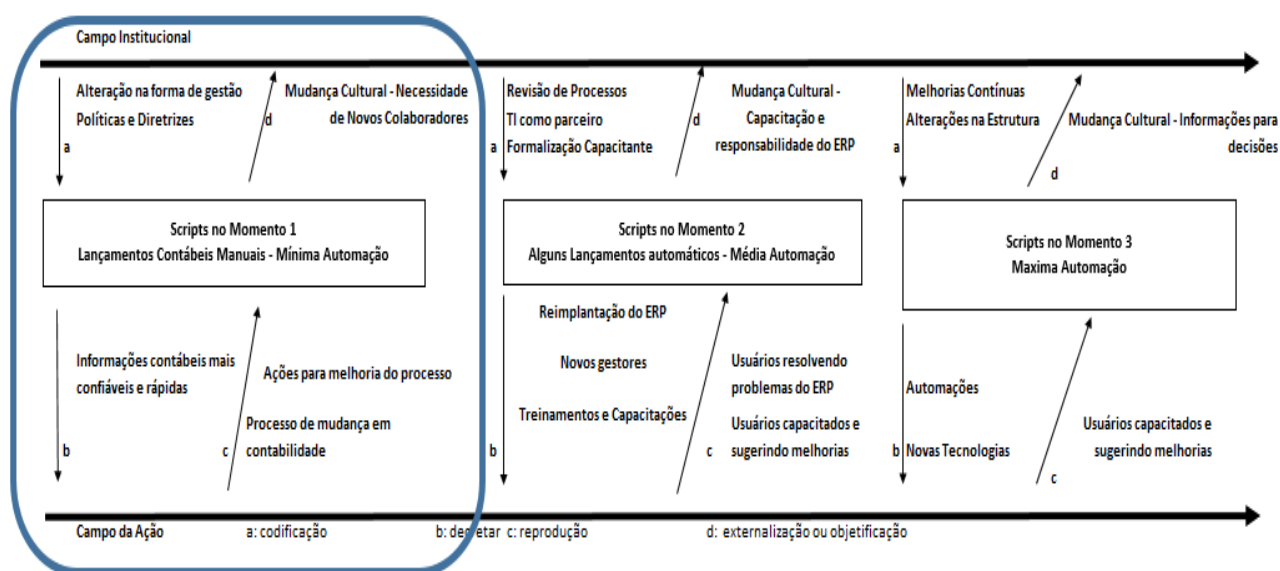 Campo Institucional
Alteração na forma de gestão
Políticas e Diretrizes
a
Mudança Cultural - Necessidade
de Novos Colaboradores
d
Revisão de Processos
TI como parceiro
Formalização Capacitante
a
Mudança Cultural -
Capacitação e
responsabilidade do ERP
d
Melhorias Contínuas
Alterações na Estrutura
a
Mudança Cultural - Informações para
decisões
d
Scripts no Momento 1
Lançamentos Contábeis Manuais - Mínima Automação
Scripts no Momento 2
Alguns Lançamentos automáticos - Média Automação
Scripts no Momento 3
Maxima Automação
Informações contábeis mais
confiáveis e rápidas
b
Ações para melhoria do processo
Processo de mudança em
contabilidade
c
Reimplantação do ERP
Novos gestores
Treinamentos e Capacitações
b
Usuários resolvendo
problemas do ERP
Usuários capacitados e
sugerindo melhorias
c
Automações
Novas Tecnologias
b
Usuários capacitados e
sugerindo melhorias
c
Campo da Ação
a: codificação
b: decretar c: reprodução
d: externalização ou objetificação